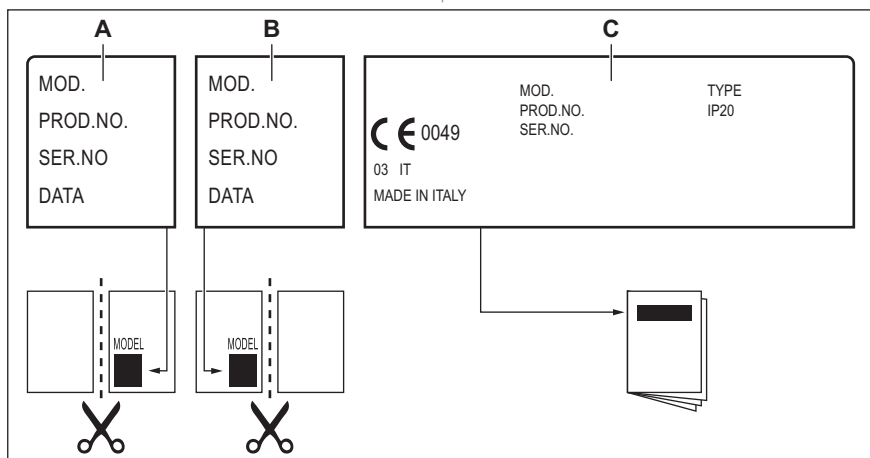 A
B
C
MOD.
PROD.NO.
SER.NO
DATA
MOD.
PROD.NO.
SER.NO
DATA
MOD.
PROD.NO.
SER.NO.
TYPE
IP20
CE 0049
03 IT
MADE IN ITALY
MODEL
MODEL